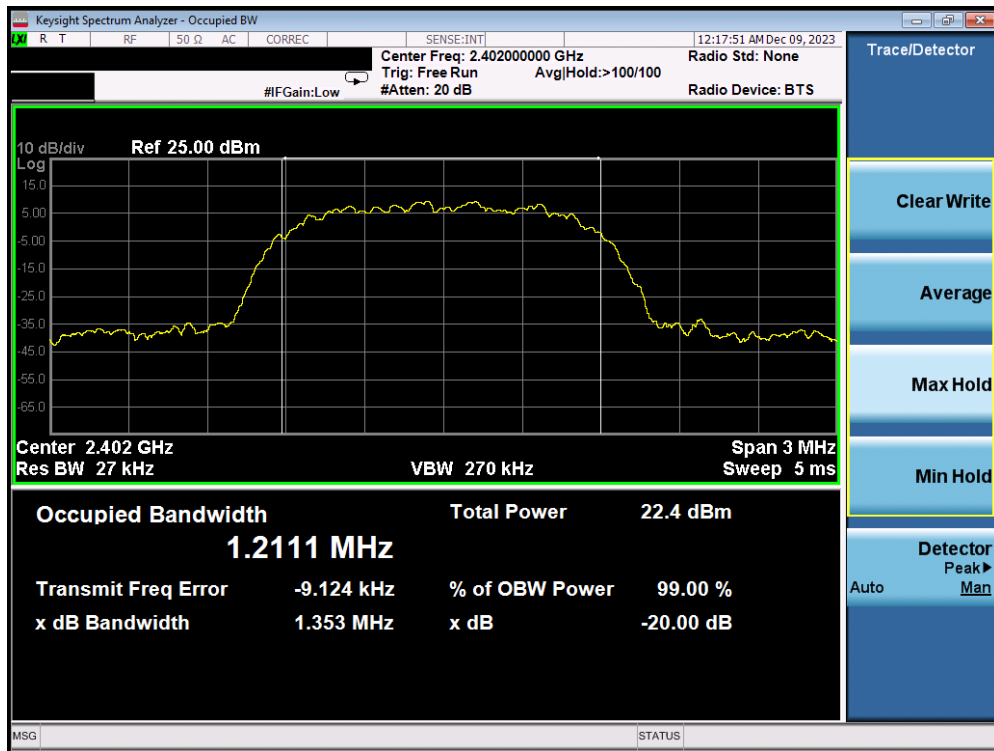 Keysight Spectrum Analyzer - Occupied BW
LXI R T RF 50 Ω AC CORREC SENSE:INT 12:17:51 AM Dec 09, 2023
Center Freq: 2.402000000 GHz Radio Std: None
Trig: Free Run Avg|Hold:>100/100
#IFGain:Low #Atten: 20 dB Radio Device: BTS
10 dB/div Ref 25.00 dBm
Log
15.0
5.00
-5.00
-15.0
-25.0
-35.0
-45.0
-55.0
-65.0
Center 2.402 GHz Span 3 MHz
Res BW 27 kHz VBW 270 kHz Sweep 5 ms
Occupied Bandwidth Total Power 22.4 dBm
1.2111 MHz
Transmit Freq Error -9.124 kHz % of OBW Power 99.00 %
x dB Bandwidth 1.353 MHz x dB -20.00 dB
MSG STATUS
Trace/Detector
Clear Write
Average
Max Hold
Min Hold
Detector
Peak▶
Auto Man